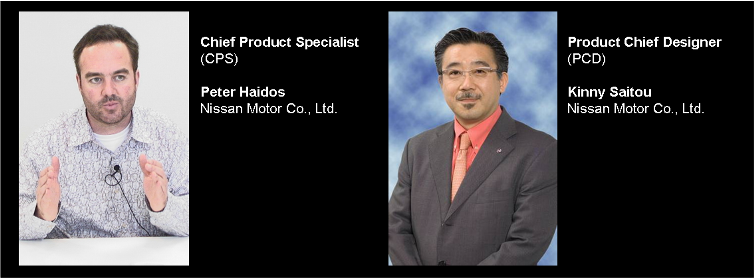 Chief Product Specialist
(CPS)
Peter Haidos
Nissan Motor Co., Ltd.
Product Chief Designer
(PCD)
Kinny Saitou
Nissan Motor Co., Ltd.